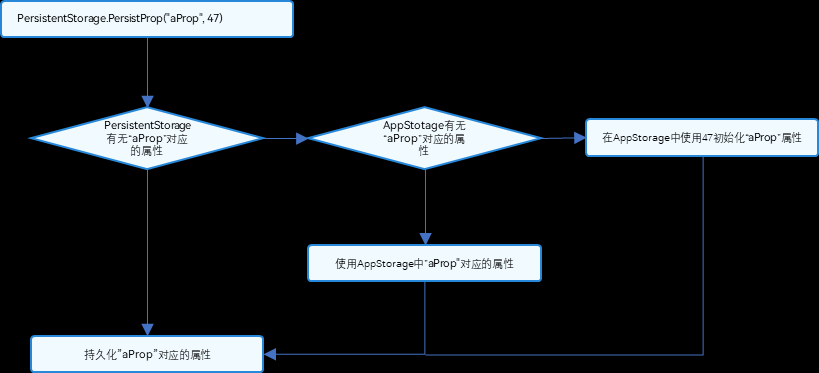 PersistentStorage.PersistProp("aProp", 47)
PersistentStorage
有无“aProp”对应
的属性
AppStotage有无
“aProp”对应的属
性
在AppStorage中使用47初始化“aProp”属性
使用AppStorage中“aProp”对应的属性
持久化”aProp”对应的属性